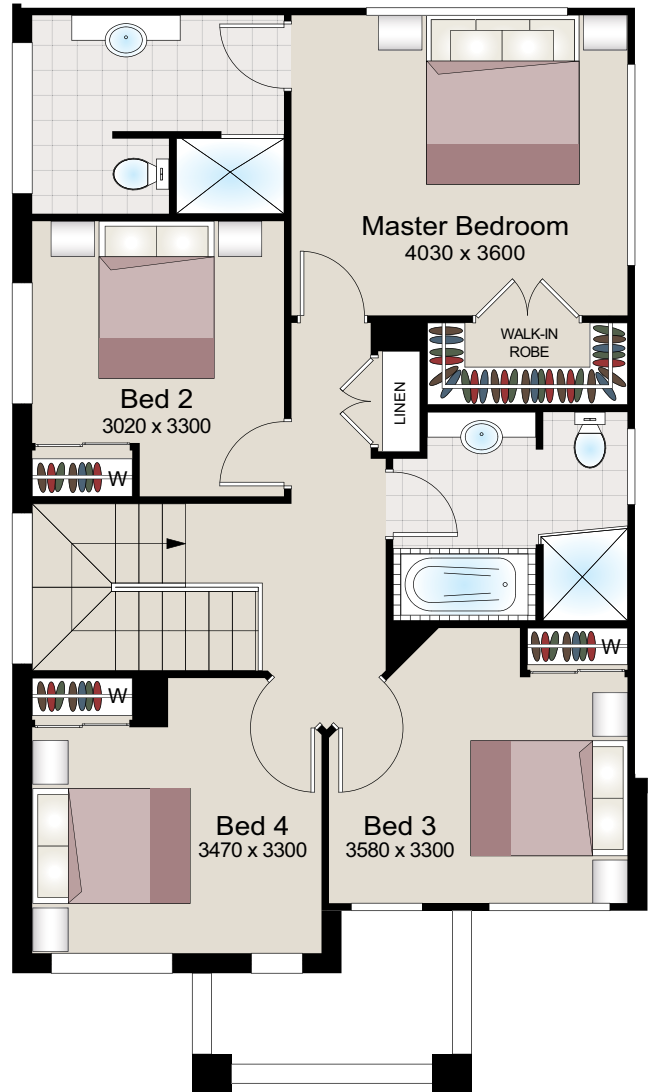 Master Bedroom
4030 x 3600
WALK-IN
ROBE
LINEN
Bed 2
3020 x 3300
W
W
W
Bed 4
3470 x 3300
Bed 3
3580 x 3300